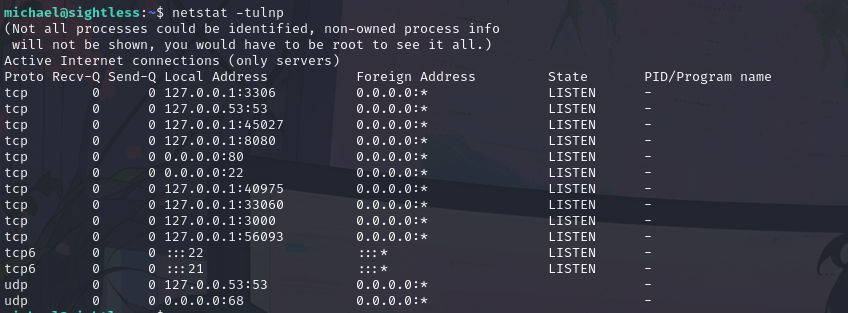 michael@sightless:~$ netstat -tulnp
(Not all processes could be identified, non-owned process info
 will not be shown, you would have to be root to see it all.)
Active Internet connections (only servers)
Proto Recv-Q Send-Q Local Address           Foreign Address         State       PID/Program name
tcp        0      0 127.0.0.1:3306          0.0.0.0:*               LISTEN      -
tcp        0      0 127.0.0.53:53           0.0.0.0:*               LISTEN      -
tcp        0      0 127.0.0.1:45027         0.0.0.0:*               LISTEN      -
tcp        0      0 127.0.0.1:8080          0.0.0.0:*               LISTEN      -
tcp        0      0 0.0.0.0:80              0.0.0.0:*               LISTEN      -
tcp        0      0 0.0.0.0:22              0.0.0.0:*               LISTEN      -
tcp        0      0 127.0.0.1:40975         0.0.0.0:*               LISTEN      -
tcp        0      0 127.0.0.1:33060         0.0.0.0:*               LISTEN      -
tcp        0      0 127.0.0.1:3000          0.0.0.0:*               LISTEN      -
tcp        0      0 127.0.0.1:56093         0.0.0.0:*               LISTEN      -
tcp6       0      0 :::22                   :::*                    LISTEN      -
tcp6       0      0 :::21                   :::*                    LISTEN      -
udp        0      0 127.0.0.53:53           0.0.0.0:*                           -
udp        0      0 0.0.0.0:68              0.0.0.0:*                           -